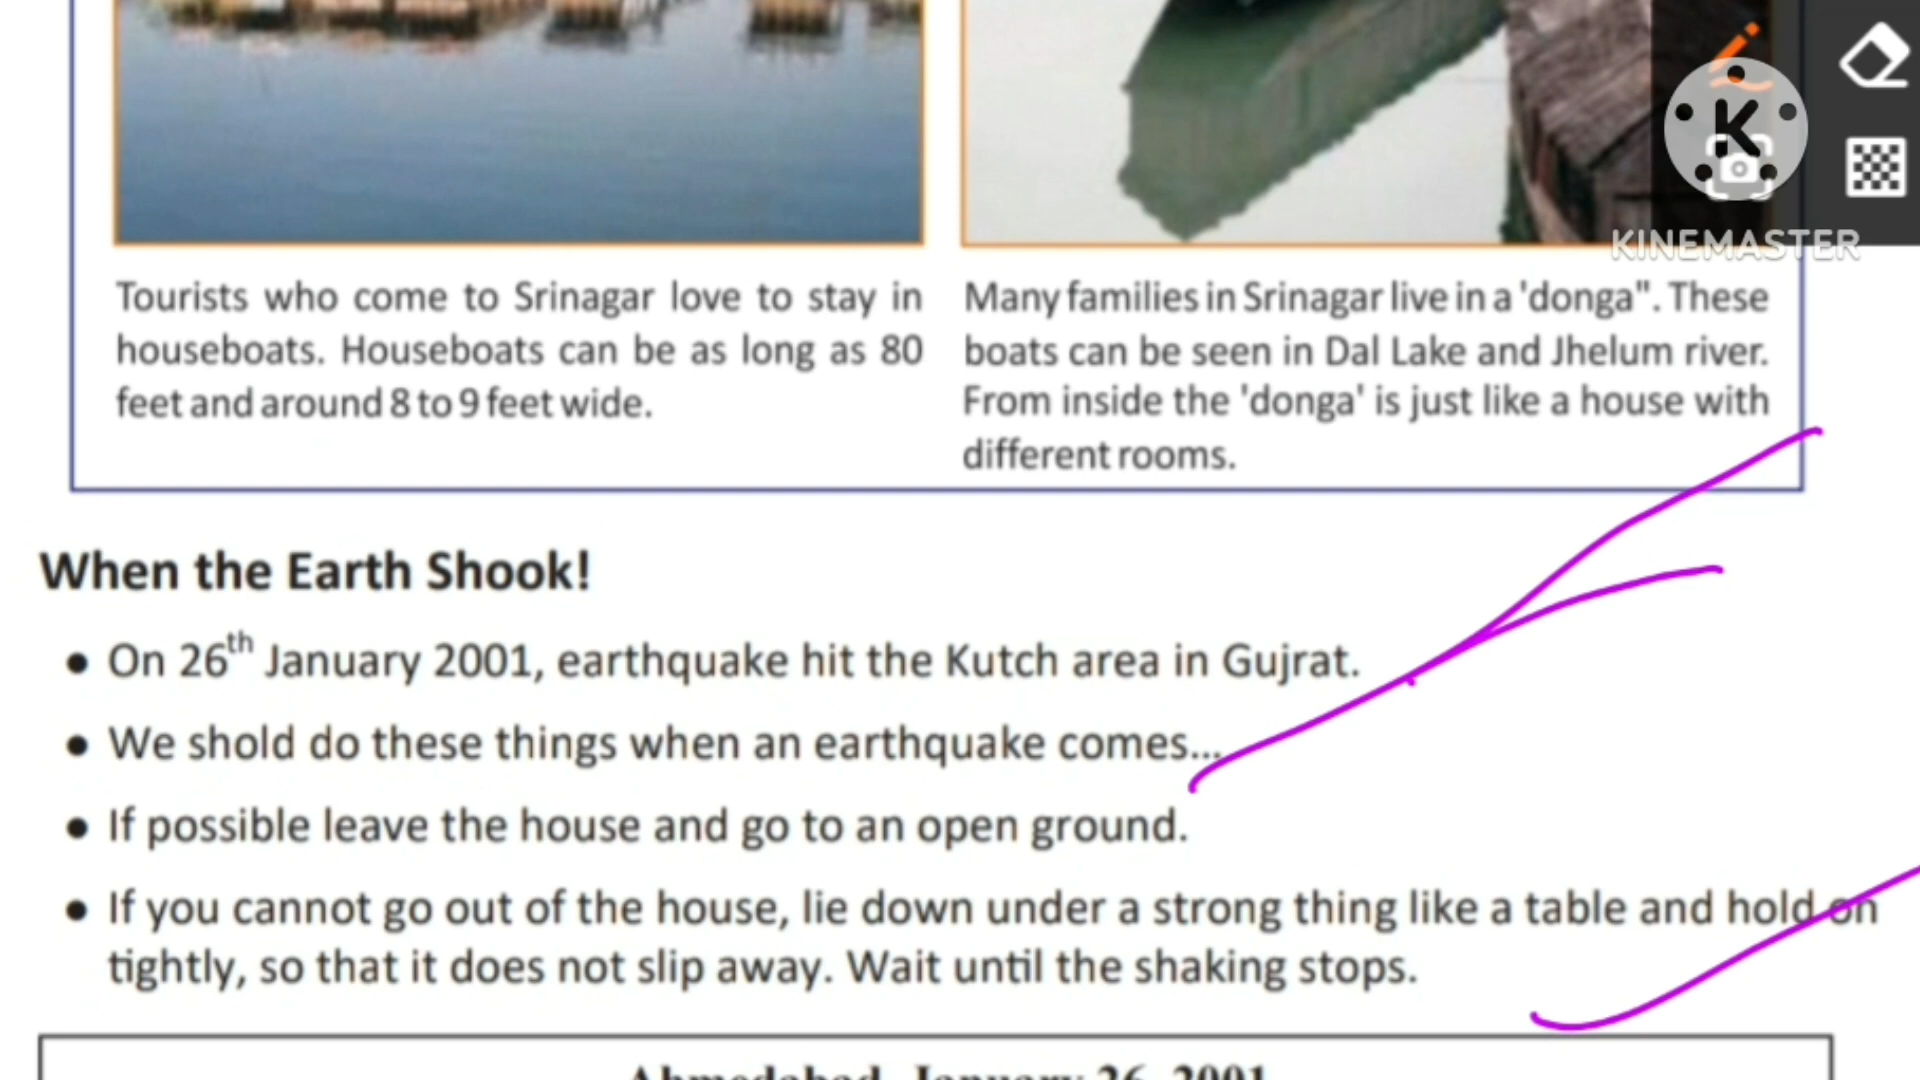 KINEMASTER
Tourists who come to Srinagar love to stay in
houseboats. Houseboats can be as long as 80
feet and around 8 to 9 feet wide.
Many families in Srinagar live in a 'donga". These
boats can be seen in Dal Lake and Jhelum river.
From inside the 'donga' is just like a house with
different rooms.
When the Earth Shook!
● On 26th January 2001, earthquake hit the Kutch area in Gujrat.
● We shold do these things when an earthquake comes...
● If possible leave the house and go to an open ground.
● If you cannot go out of the house, lie down under a strong thing like a table and hold on
tightly, so that it does not slip away. Wait until the shaking stops.
Ahmedabad, January 26, 2001